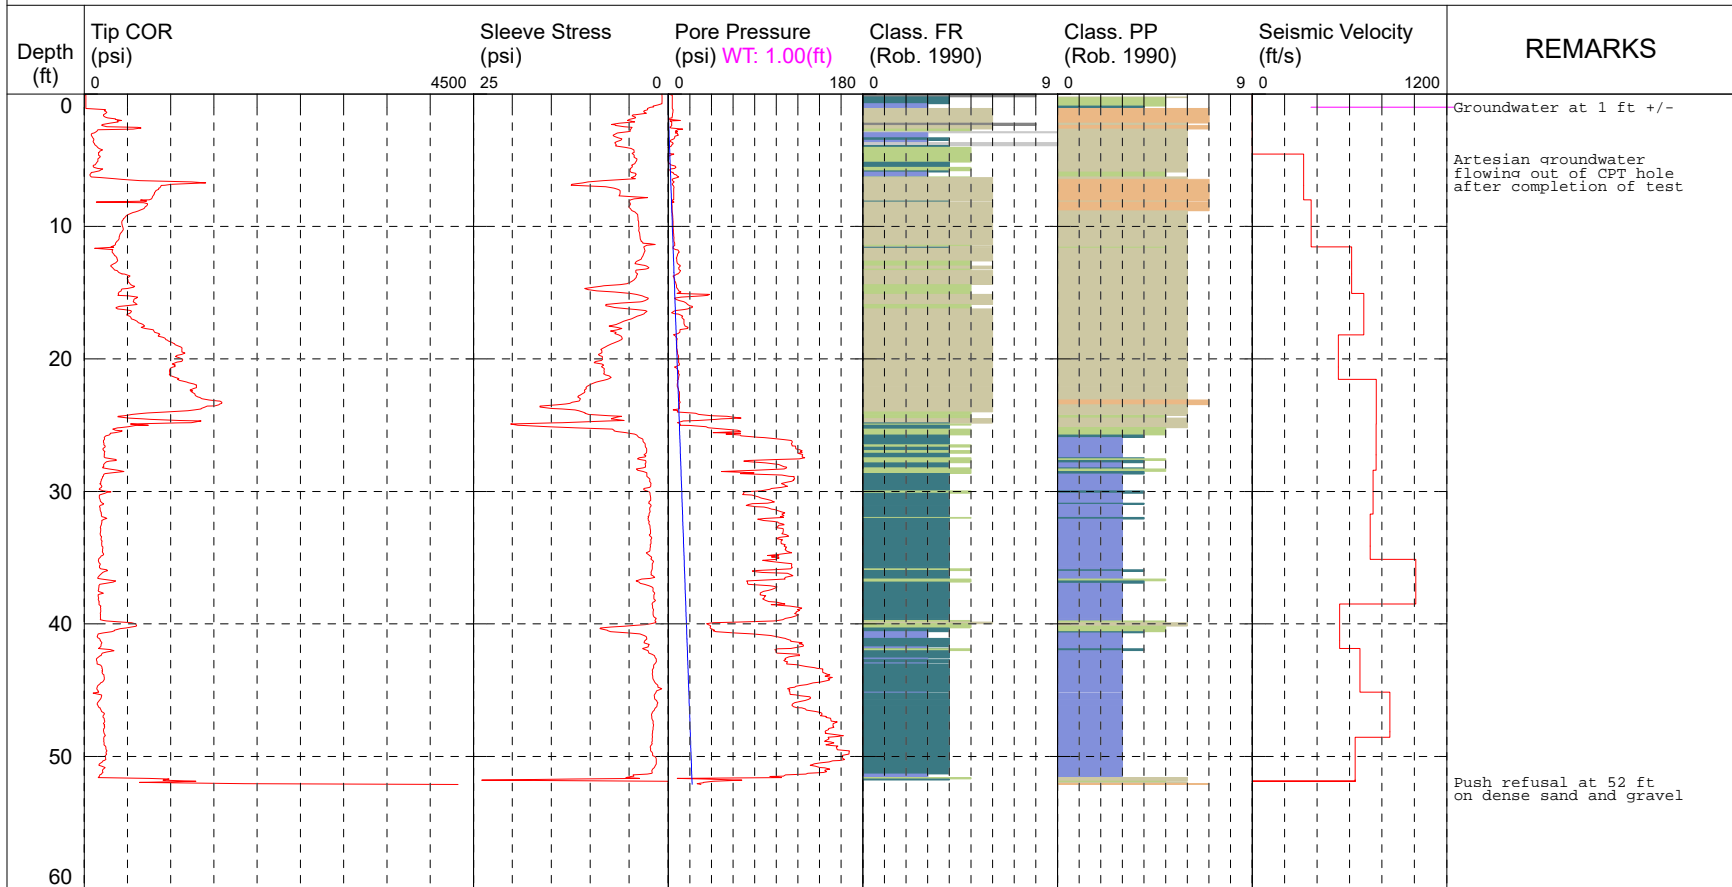 Depth
(ft)
Tip COR
(psi)
0 4500
Sleeve Stress
(psi)
25 0
Pore Pressure
(psi) WT: 1.00(ft)
0 180
Class. FR
(Rob. 1990)
0 9
Class. PP
(Rob. 1990)
0 9
Seismic Velocity
(ft/s)
0 1200
REMARKS
0
10
20
30
40
50
60
Groundwater at 1 ft +/-
Artesian groundwater
flowing out of CPT hole
after completion of test
Push refusal at 52 ft
on dense sand and gravel